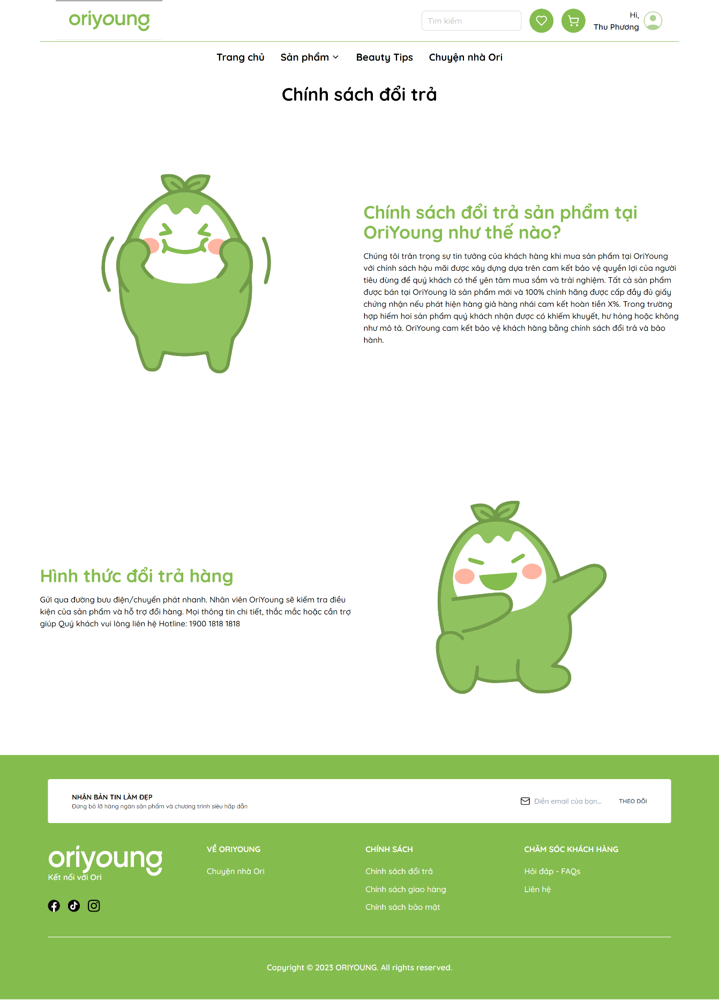 oriyoung
Tìm kiếm
Hi,
Thu Phương
Trang chủ Sản phẩm Beauty Tips Chuyện nhà Ori
Chính sách đổi trả
Chính sách đổi trả sản phẩm tại
OriYoung như thế nào?
Chúng tôi trân trọng sự tin tưởng của khách hàng khi mua sản phẩm tại OriYoung
với chính sách hậu mãi được xây dựng dựa trên cam kết bảo vệ quyền lợi của người
tiêu dùng để quý khách có thể yên tâm mua sắm và trải nghiệm. Tất cả sản phẩm
được bán tại OriYoung là sản phẩm mới và 100% chính hãng được cấp đầy đủ giấy
chứng nhận nếu phát hiện hàng giả hàng nhái cam kết hoàn tiền X%. Trong trường
hợp hiếm hoi sản phẩm quý khách nhận được có khiếm khuyết, hư hỏng hoặc không
như mô tả. OriYoung cam kết bảo vệ khách hàng bằng chính sách đổi trả và bảo
hành.
Hình thức đổi trả hàng
Gửi qua đường bưu điện/chuyển phát nhanh. Nhân viên OriYoung sẽ kiểm tra điều
kiện của sản phẩm và hỗ trợ đổi hàng. Mọi thông tin chi tiết, thắc mắc hoặc cần trợ
giúp Quý khách vui lòng liên hệ Hotline: 1900 1818 1818
NHẬN BẢN TIN LÀM ĐẸP
Đừng bỏ lỡ hàng ngàn sản phẩm và chương trình siêu hấp dẫn
Điền email của bạn... THEO DÕI
oriyoung
Kết nối với Ori
VỀ ORIYOUNG
Chuyện nhà Ori
CHÍNH SÁCH
Chính sách đổi trả
Chính sách giao hàng
Chính sách bảo mật
CHĂM SÓC KHÁCH HÀNG
Hỏi đáp - FAQs
Liên hệ
Copyright © 2023 ORIYOUNG. All rights reserved.